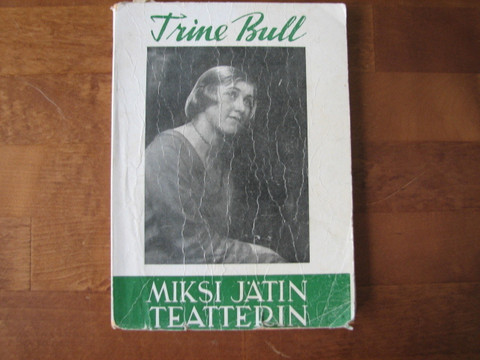 Trine Bull
MIKSI JÄTIN
TEATTERIN